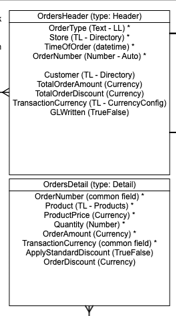 OrdersHeader (type: Header)
OrderType (Text - LL) *
Store (TL - Directory) *
TimeOfOrder (datetime) *
OrderNumber (Number - Auto) *
Customer (TL - Directory)
TotalOrderAmount (Currency)
TotalOrderDiscount (Currency)
TransactionCurrency (TL - CurrencyConfig)
GLWritten (TrueFalse)
OrdersDetail (type: Detail)
OrderNumber (common field) *
Product (TL - Products) *
ProductPrice (Currency) *
Quantity (Number) *
OrderAmount (Currency) *
TransactionCurrency (common field) *
ApplyStandardDiscount (TrueFalse)
OrderDiscount (Currency)